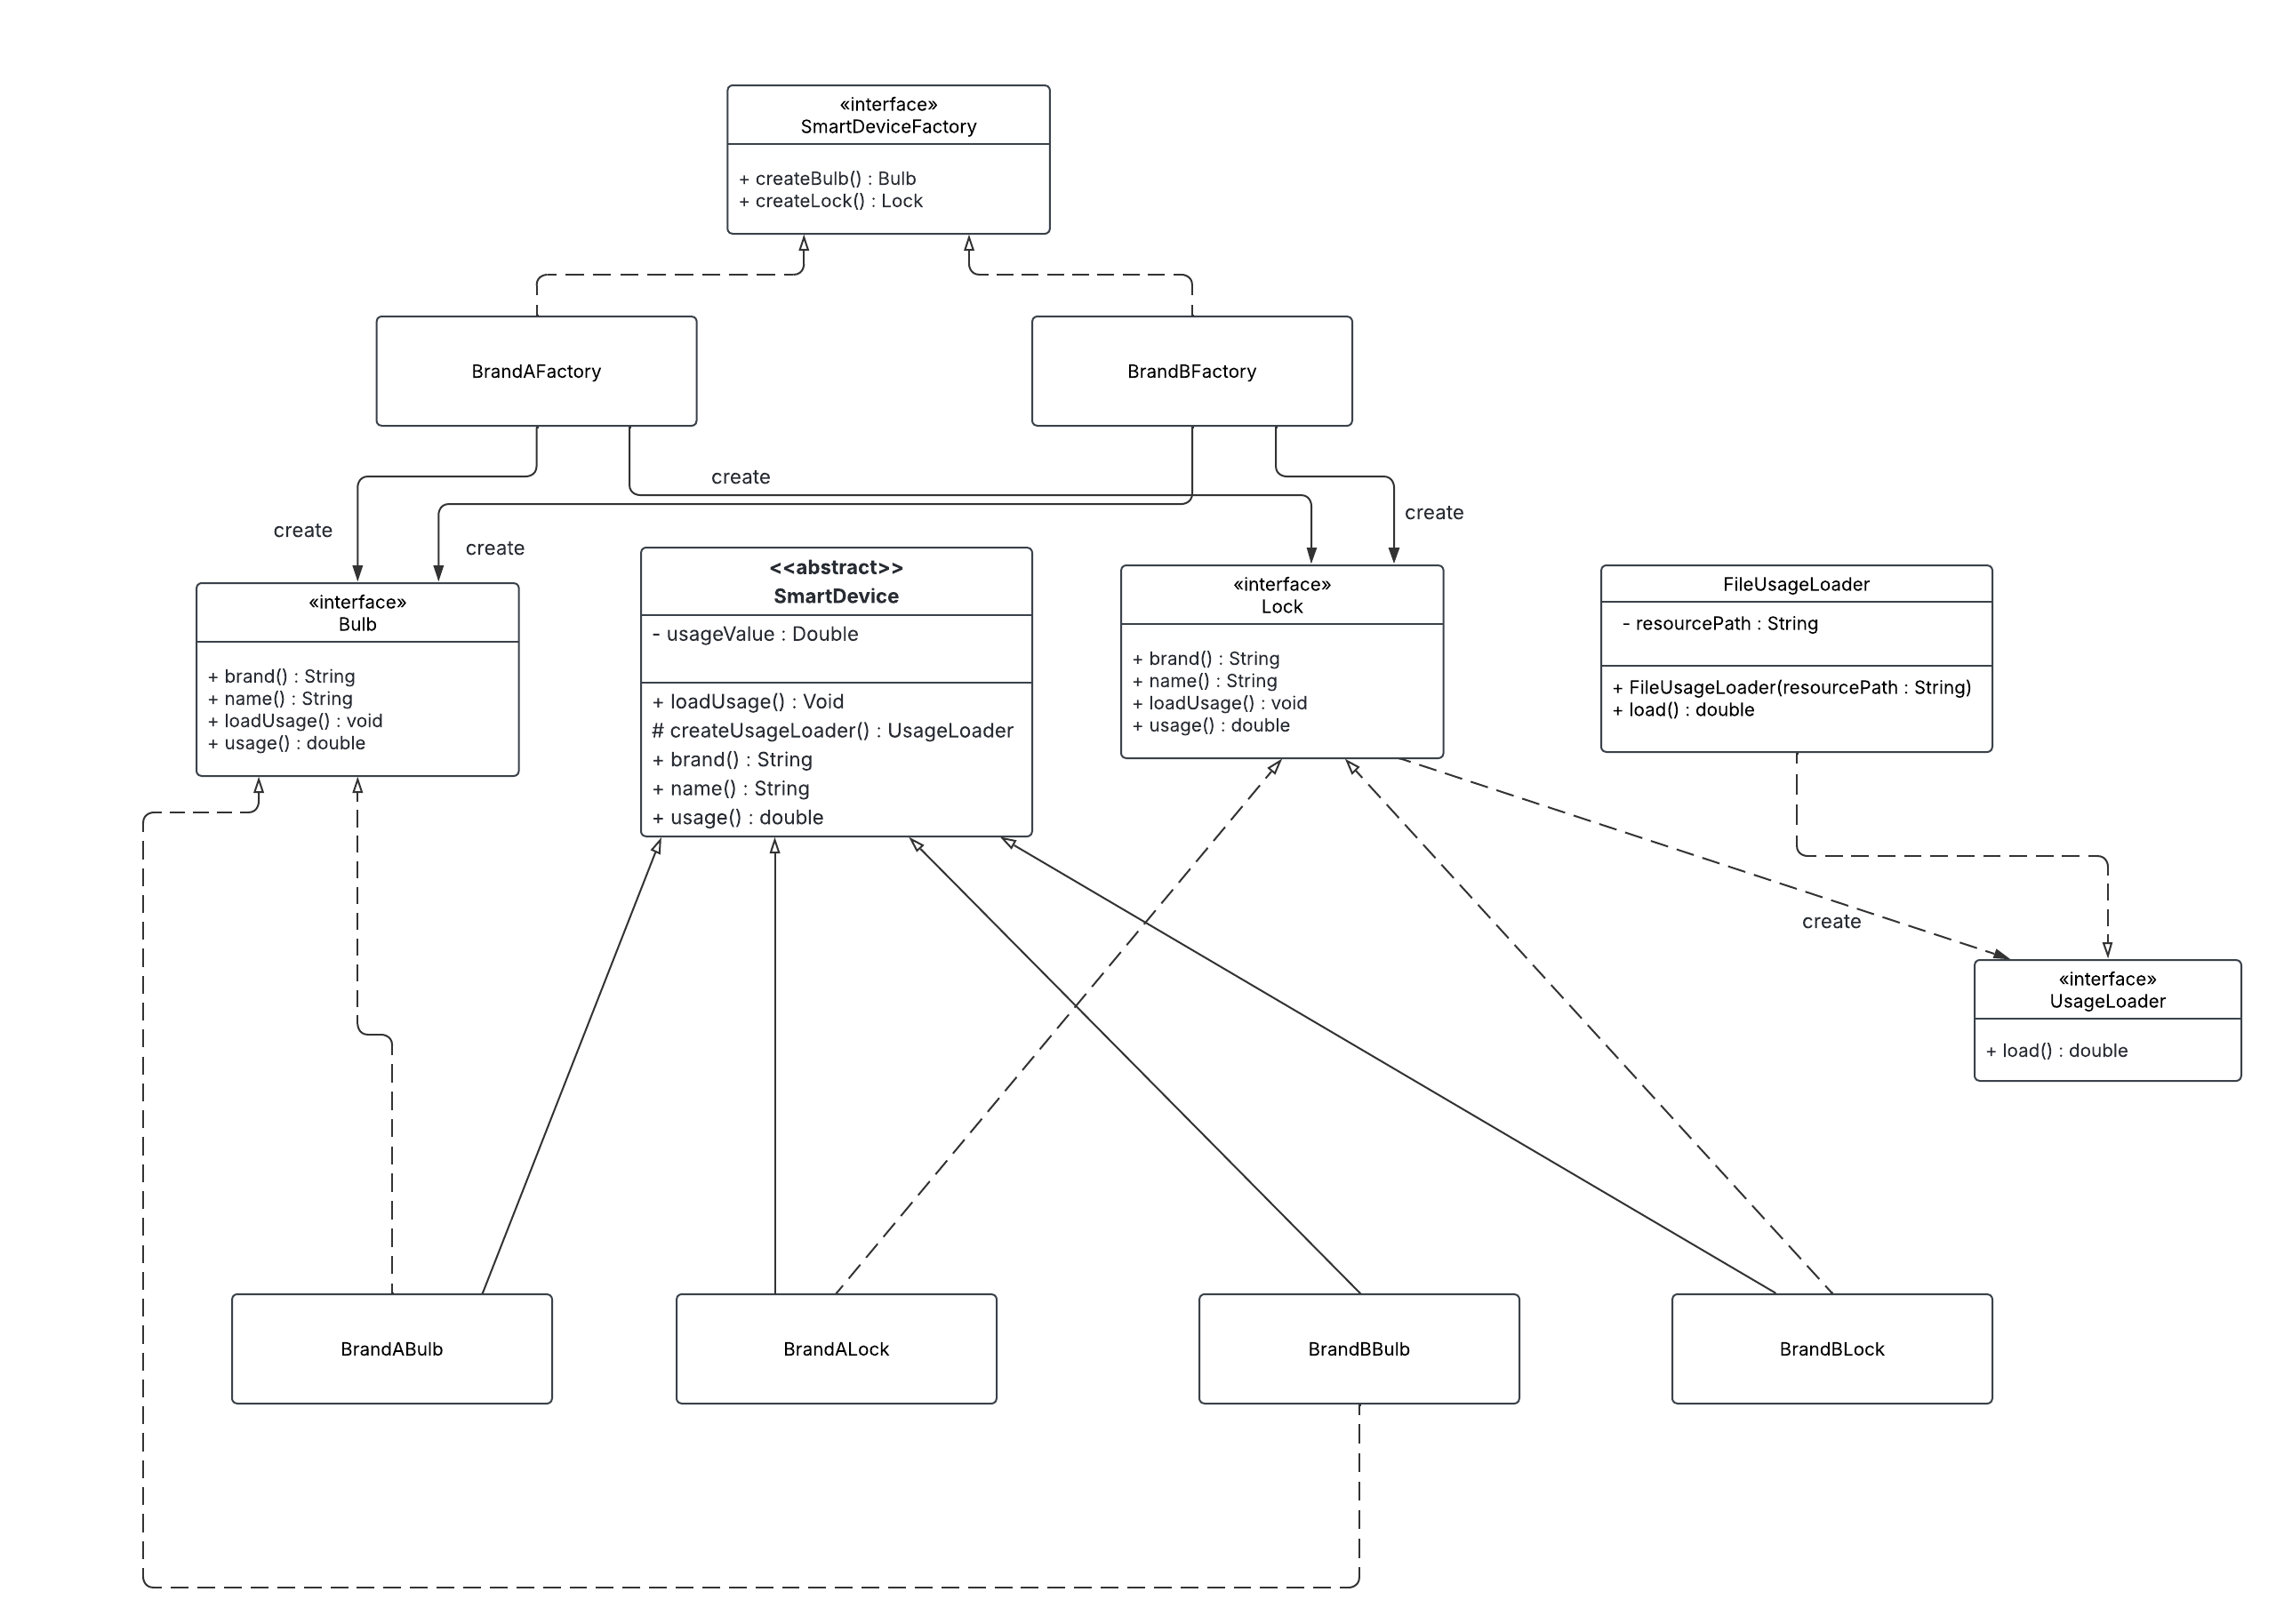 «interface»
SmartDeviceFactory
+ createBulb() : Bulb
+ createLock() : Lock
BrandAFactory
BrandBFactory
create
create
create
create
«interface»
Bulb
+ brand() : String
+ name() : String
+ loadUsage() : void
+ usage() : double
<<abstract>>
SmartDevice
- usageValue : Double
+ loadUsage() : Void
# createUsageLoader() : UsageLoader
+ brand() : String
+ name() : String
+ usage() : double
«interface»
Lock
+ brand() : String
+ name() : String
+ loadUsage() : void
+ usage() : double
FileUsageLoader
- resourcePath : String
+ FileUsageLoader(resourcePath : String)
+ load() : double
create
«interface»
UsageLoader
+ load() : double
BrandABulb
BrandALock
BrandBBulb
BrandBLock